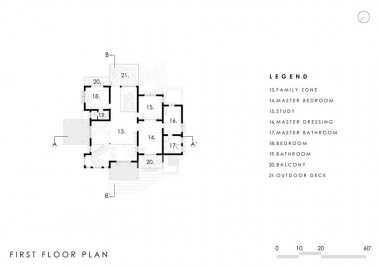 B
20.
21.
18.
LEGEND
13.FAMILY ZONE
14.MASTER BEDROOM
15.STUDY
16.MASTER DRESSING
17.MASTER BATHROOM
18.BEDROOM
19.BATHROOM
20.BALCONY
21.OUTDOOR DECK
15.
19.
16.
13.
14.
A
17.
A'
20.
B'
FIRST FLOOR PLAN
0 10 20 60'